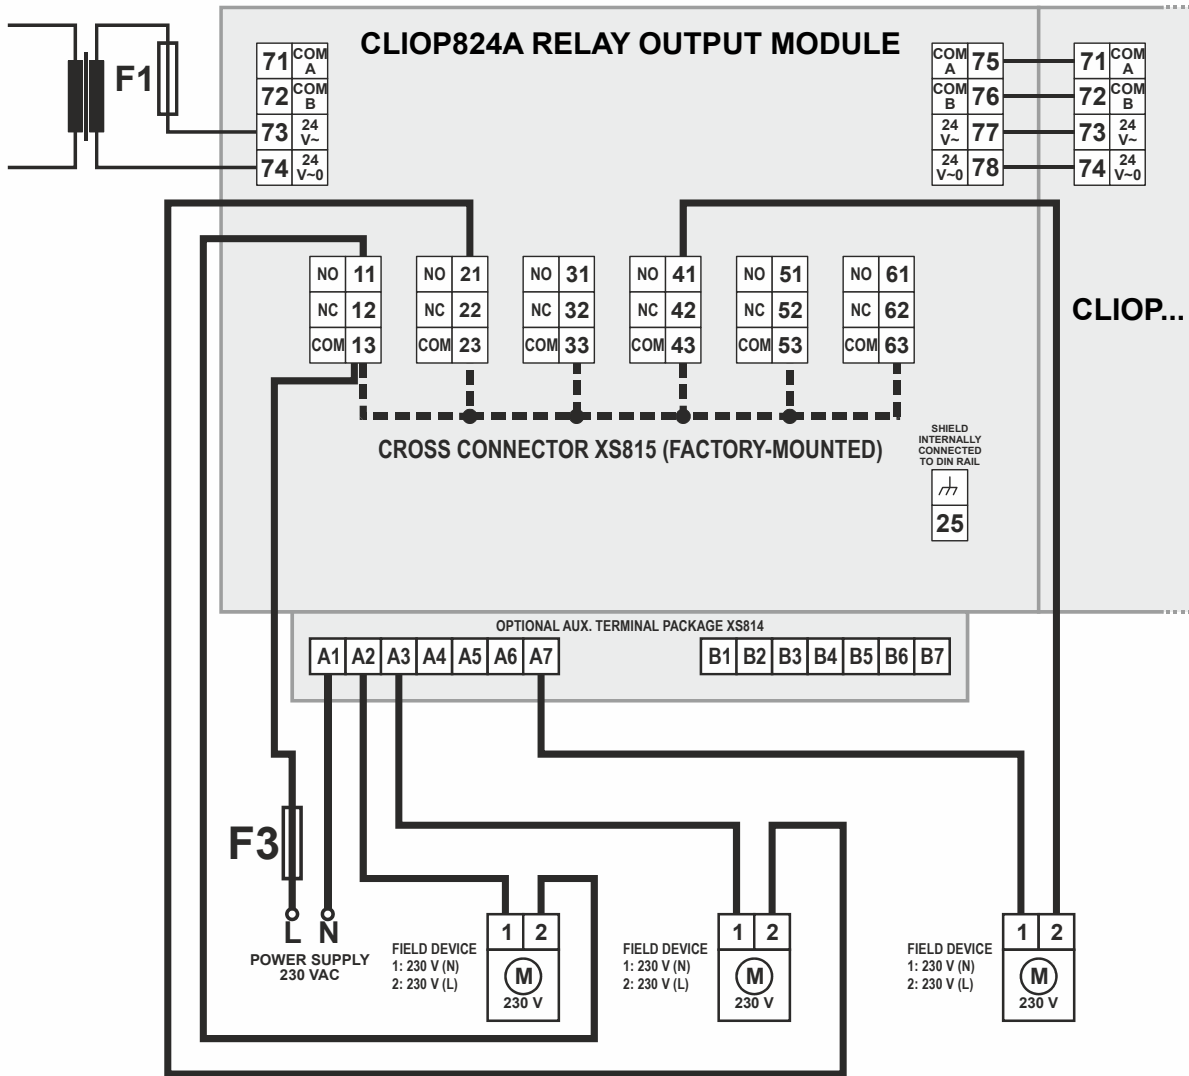 CLIOP824A RELAY OUTPUT MODULE
F1
71 COM A
72 COM B
73 24 V~
74 24 V~0
COM A 75
COM B 76
24 V~ 77
24 V~0 78
71 COM A
72 COM B
73 24 V~
74 24 V~0
NO 11
NC 12
COM 13
NO 21
NC 22
COM 23
NO 31
NC 32
COM 33
NO 41
NC 42
COM 43
NO 51
NC 52
COM 53
NO 61
NC 62
COM 63
CLIOP...
CROSS CONNECTOR XS815 (FACTORY-MOUNTED)
SHIELD
INTERNALLY
CONNECTED
TO DIN RAIL
25
OPTIONAL AUX. TERMINAL PACKAGE XS814
A1 A2 A3 A4 A5 A6 A7
B1 B2 B3 B4 B5 B6 B7
F3
L N
POWER SUPPLY
230 VAC
FIELD DEVICE
1: 230 V (N)
2: 230 V (L)
1 2
M
230 V
FIELD DEVICE
1: 230 V (N)
2: 230 V (L)
1 2
M
230 V
FIELD DEVICE
1: 230 V (N)
2: 230 V (L)
1 2
M
230 V